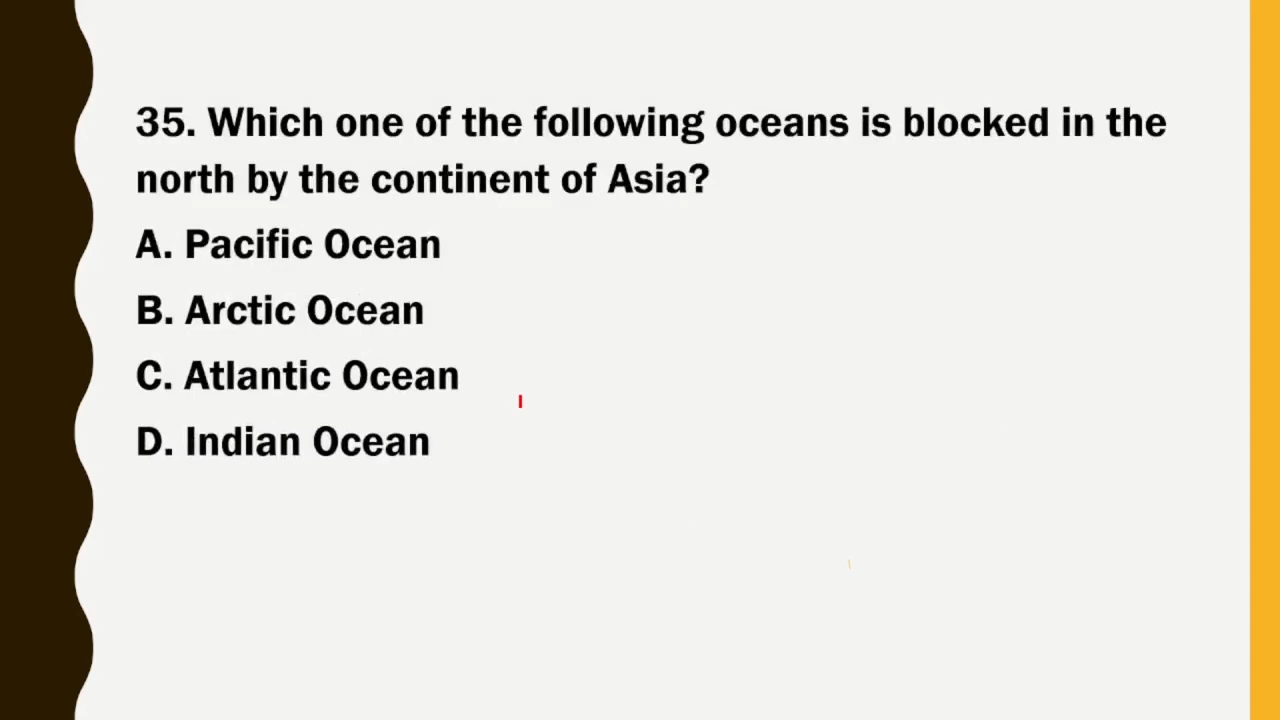 35. Which one of the following oceans is blocked in the
north by the continent of Asia?
A. Pacific Ocean
B. Arctic Ocean
C. Atlantic Ocean
D. Indian Ocean